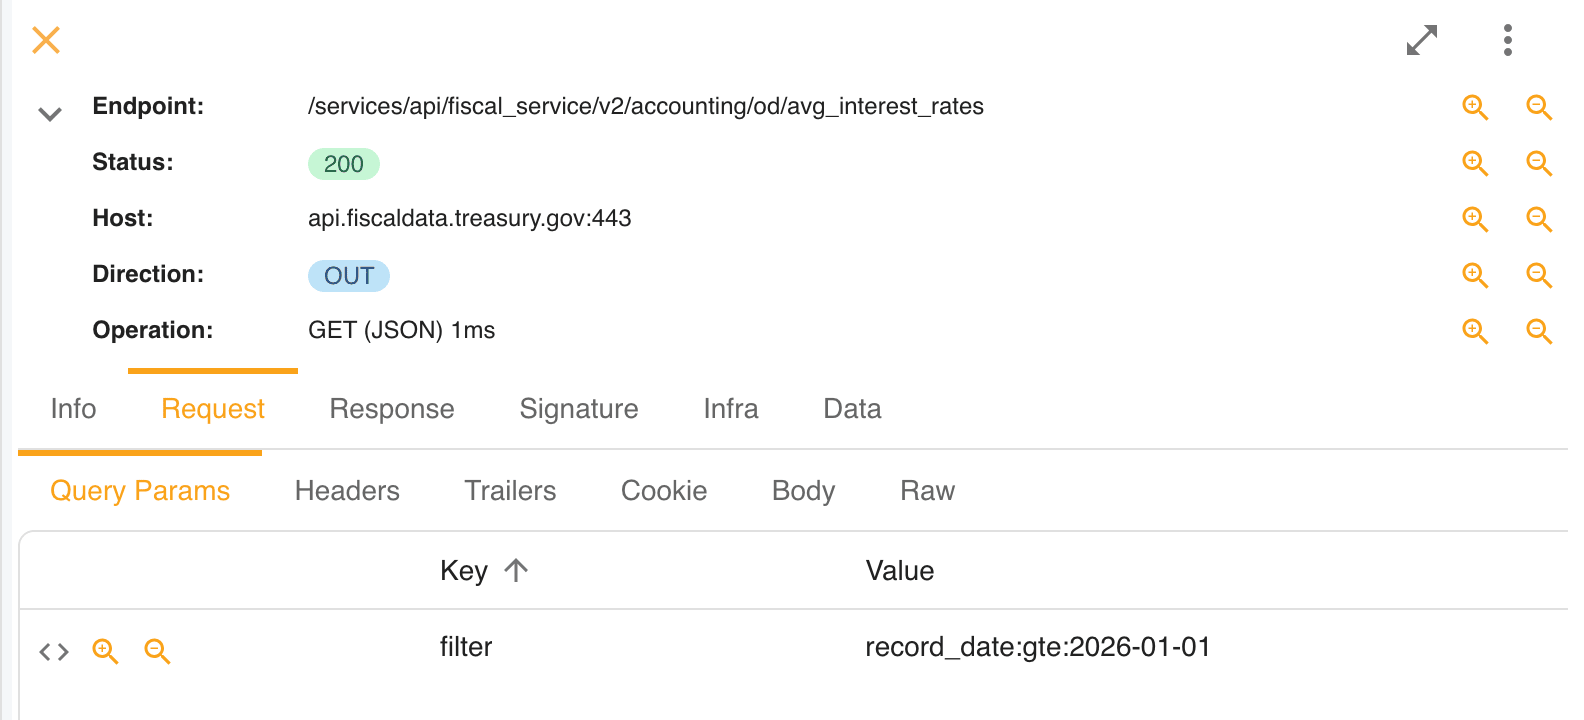 Endpoint: /services/api/fiscal_service/v2/accounting/od/avg_interest_rates
Status: 200
Host: api.fiscaldata.treasury.gov:443
Direction: OUT
Operation: GET (JSON) 1ms
Info Request Response Signature Infra Data
Query Params Headers Trailers Cookie Body Raw
Key Value
filter record_date:gte:2026-01-01